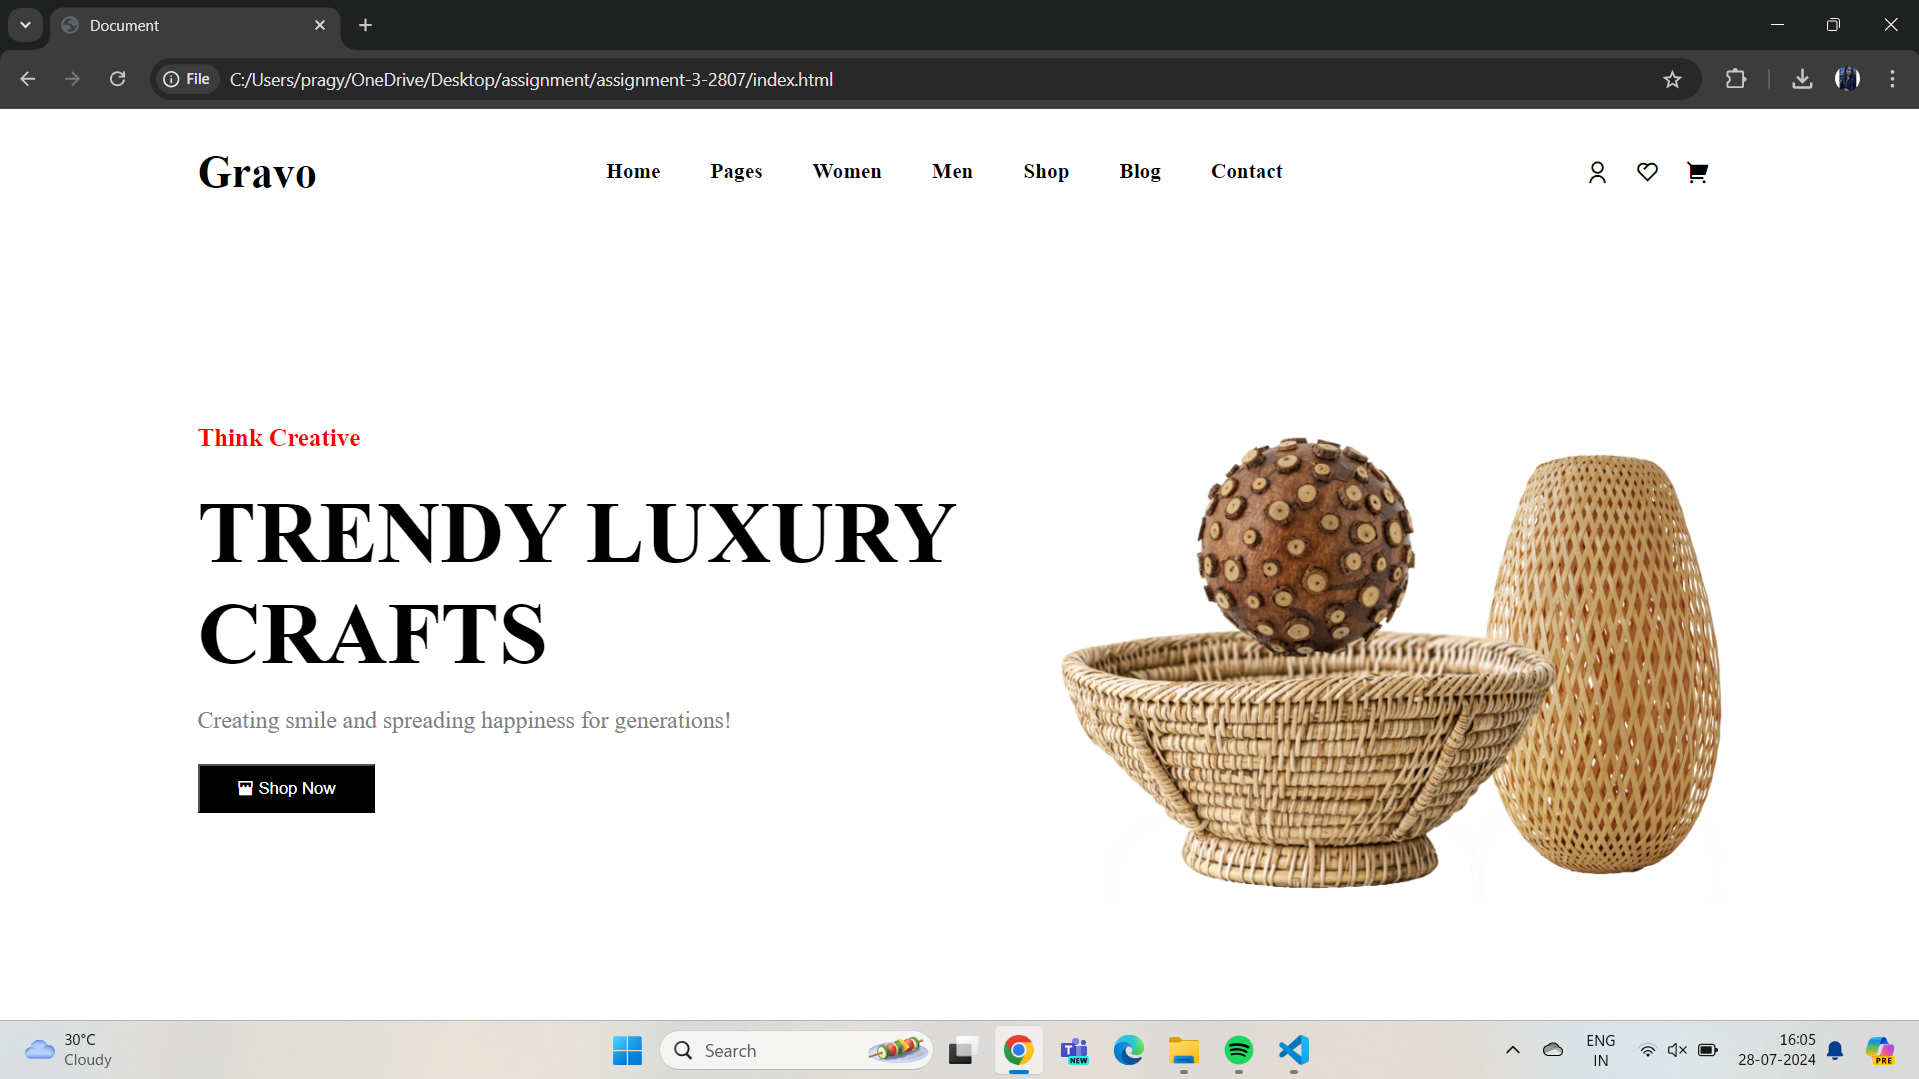 Document
File
C:/Users/pragy/OneDrive/Desktop/assignment/assignment-3-2807/index.html
Gravo
Home Pages Women Men Shop Blog Contact
Think Creative
TRENDY LUXURY
CRAFTS
Creating smile and spreading happiness for generations!
Shop Now
30°C
Cloudy
Search
NEW
ENG
IN
16:05
28-07-2024
PRE